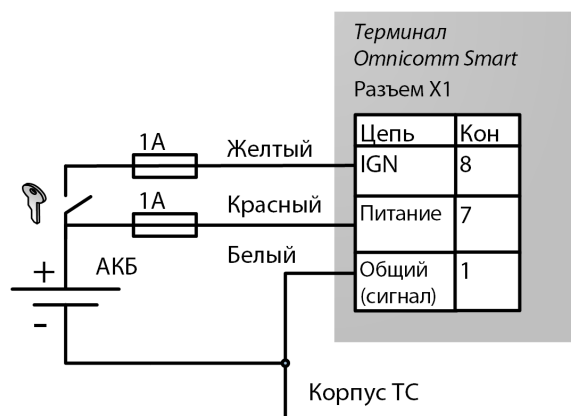 Терминал
Omnicomm Smart
Разъем X1
Цепь Кон
1А Желтый IGN 8
1А Красный Питание 7
Белый Общий (сигнал) 1
+ АКБ
-
Корпус ТС